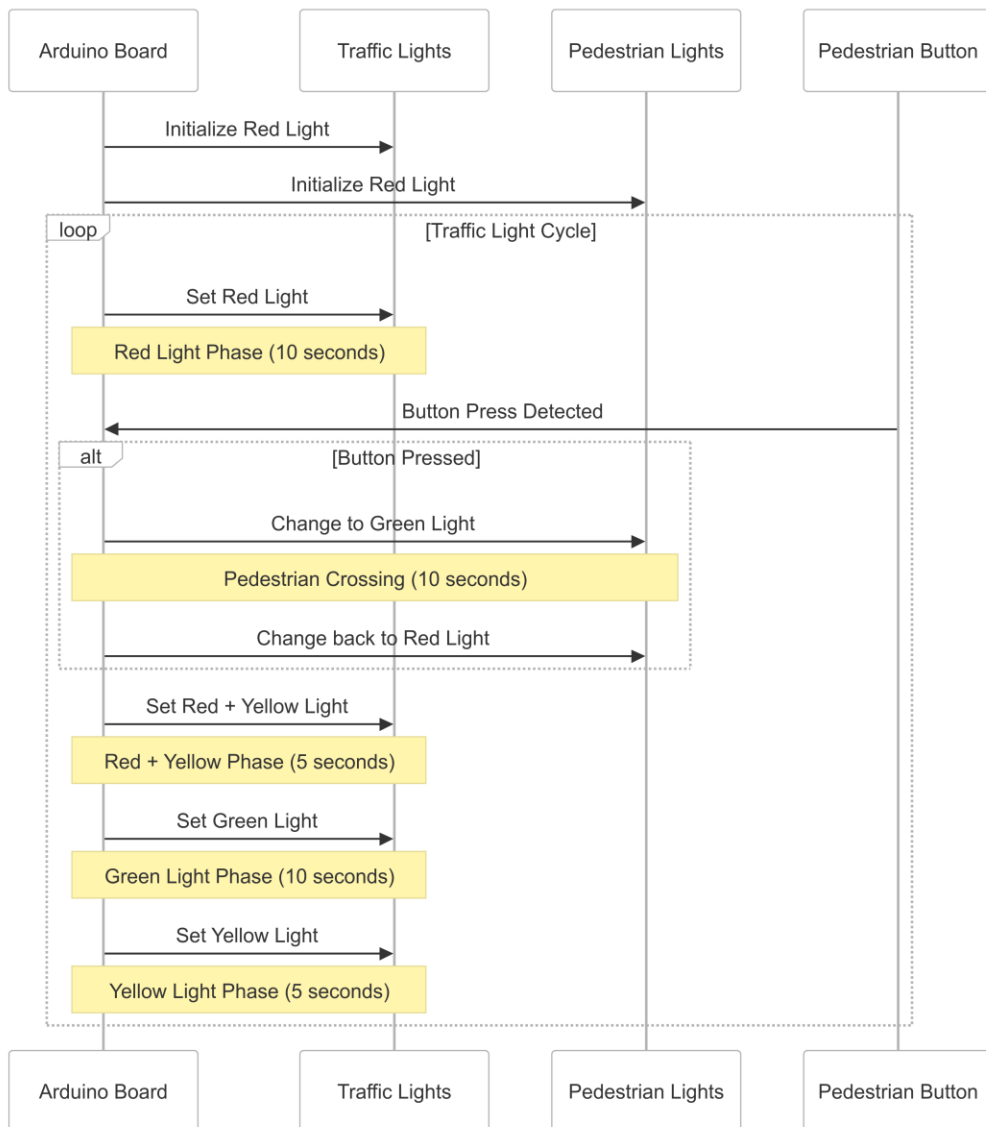 Arduino Board
Traffic Lights
Pedestrian Lights
Pedestrian Button
Initialize Red Light
Initialize Red Light
loop
[Traffic Light Cycle]
Set Red Light
Red Light Phase (10 seconds)
Button Press Detected
alt
[Button Pressed]
Change to Green Light
Pedestrian Crossing (10 seconds)
Change back to Red Light
Set Red + Yellow Light
Red + Yellow Phase (5 seconds)
Set Green Light
Green Light Phase (10 seconds)
Set Yellow Light
Yellow Light Phase (5 seconds)
Arduino Board
Traffic Lights
Pedestrian Lights
Pedestrian Button